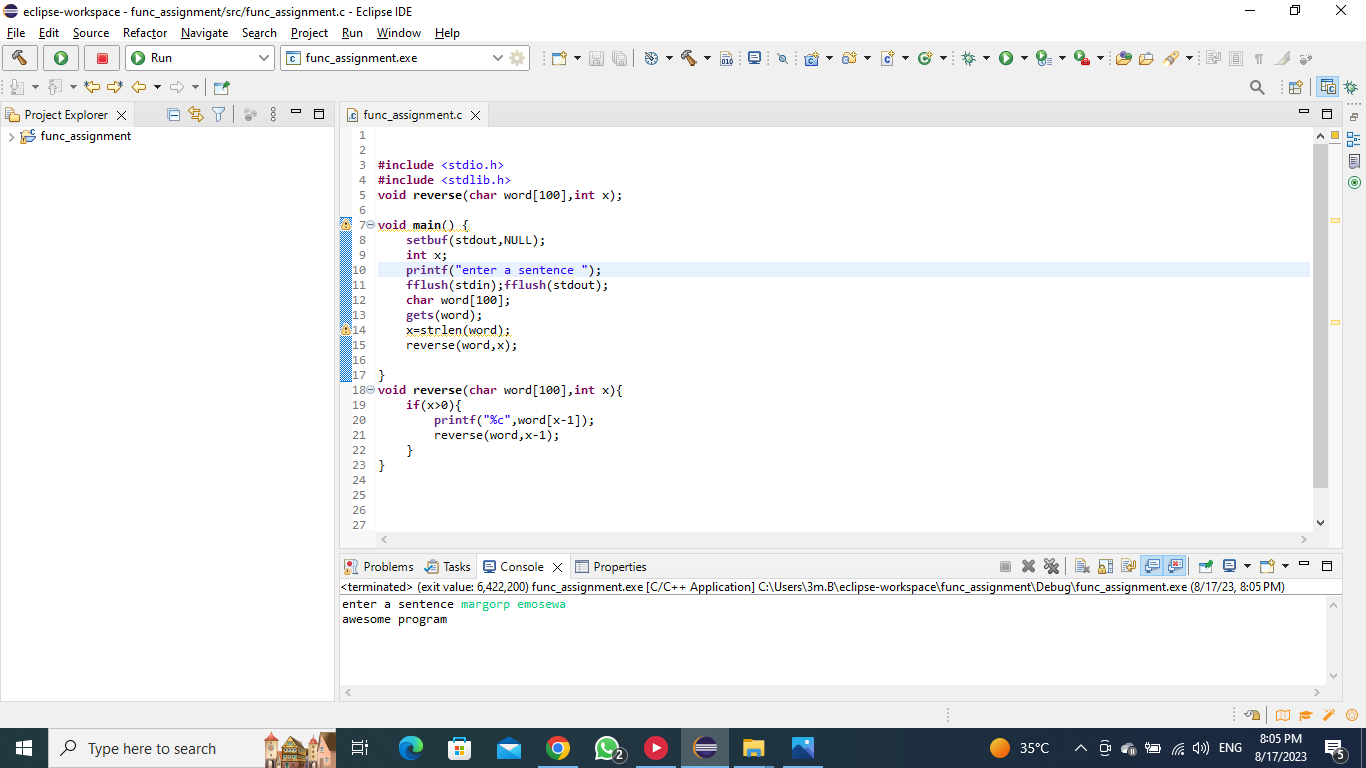 eclipse-workspace - func_assignment/src/func_assignment.c - Eclipse IDE
File Edit Source Refactor Navigate Search Project Run Window Help
Run func_assignment.exe
Project Explorer
func_assignment
func_assignment.c
1
2
3 #include <stdio.h>
4 #include <stdlib.h>
5 void reverse(char word[100],int x);
6
7 void main() {
8 setbuf(stdout,NULL);
9 int x;
10 printf("enter a sentence ");
11 fflush(stdin);fflush(stdout);
12 char word[100];
13 gets(word);
14 x=strlen(word);
15 reverse(word,x);
16
17 }
18 void reverse(char word[100],int x){
19 if(x>0){
20 printf("%c",word[x-1]);
21 reverse(word,x-1);
22 }
23 }
24
25
26
27
Problems Tasks Console Properties
<terminated> (exit value: 6,422,200) func_assignment.exe [C/C++ Application] C:\Users\3m.B\eclipse-workspace\func_assignment\Debug\func_assignment.exe (8/17/23, 8:05 PM)
enter a sentence margorp emosewa
awesome program
Type here to search
2
35°C
ENG
8:05 PM
8/17/2023
5